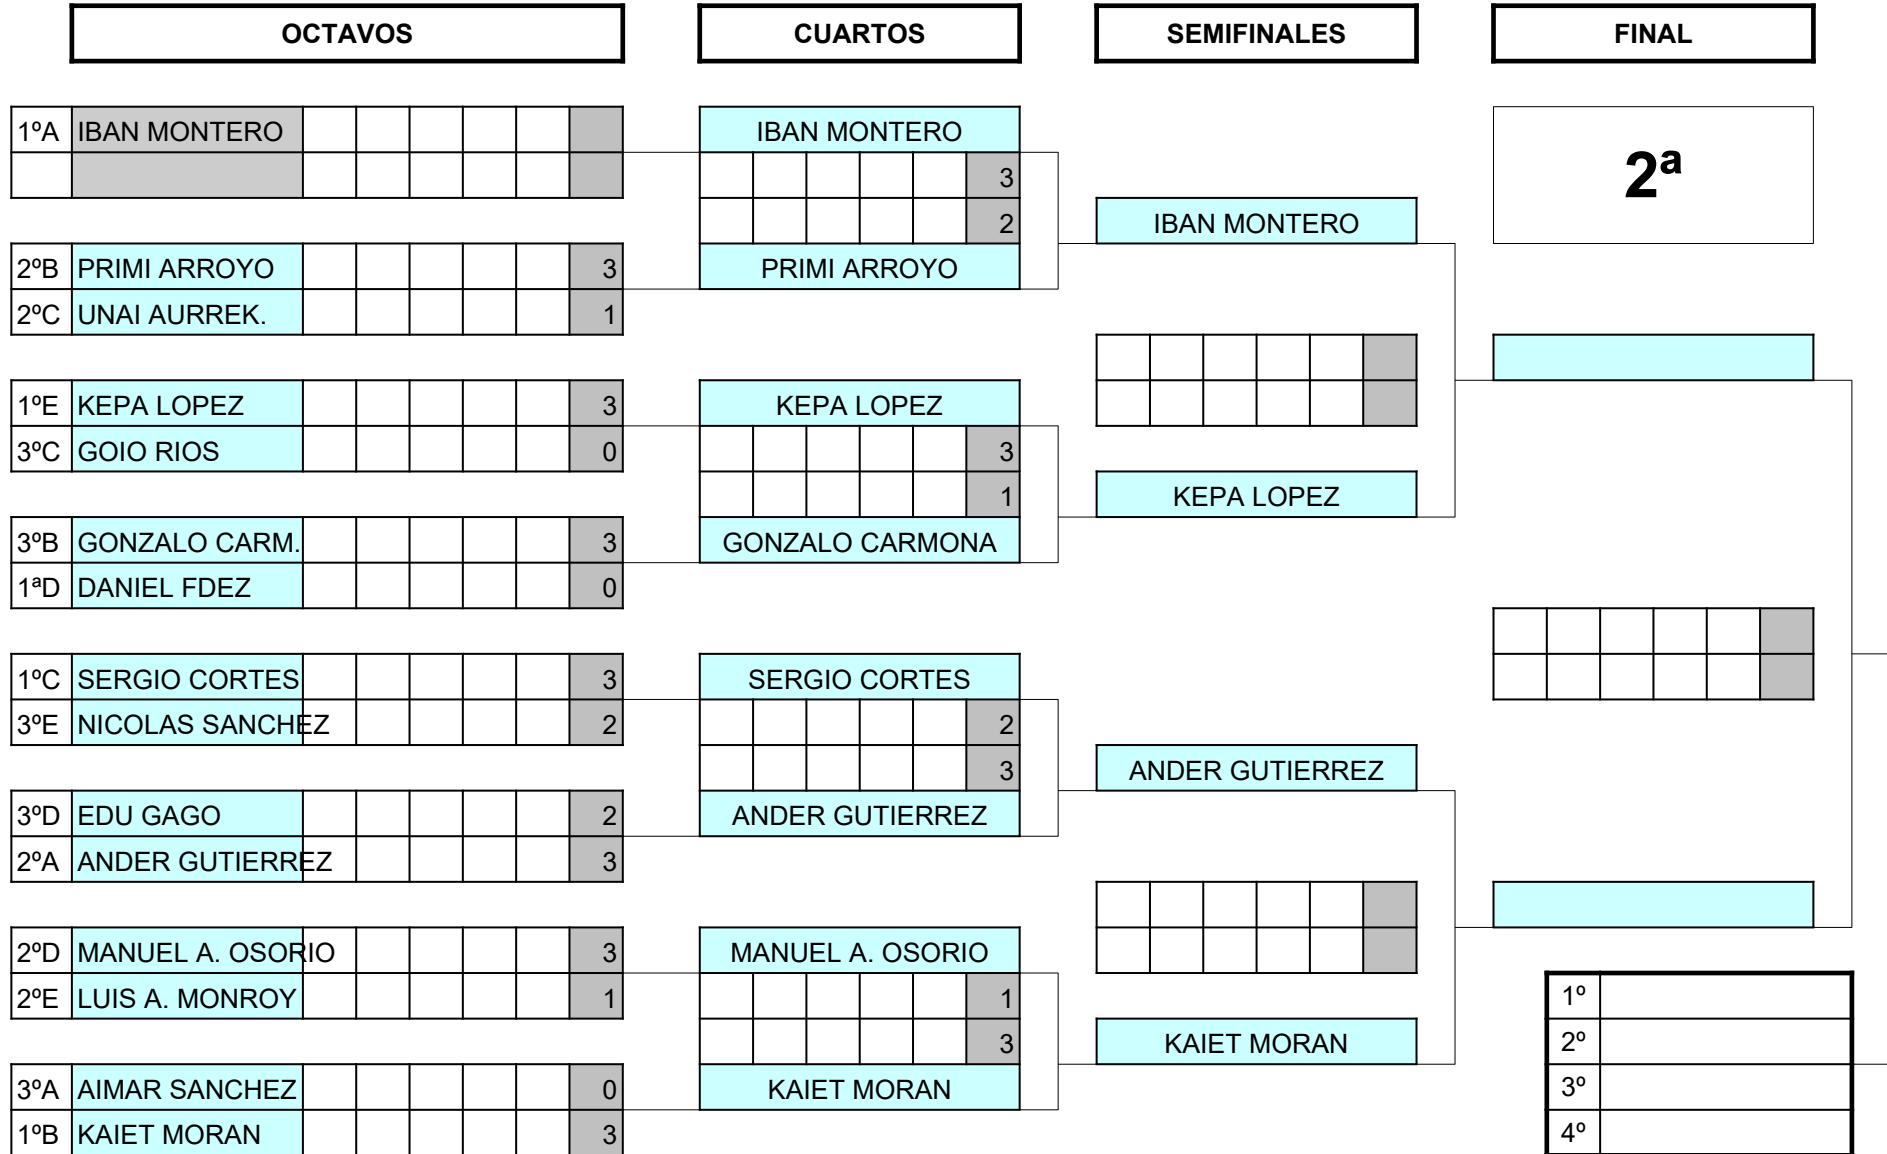 OCTAVOS
CUARTOS
SEMIFINALES
FINAL
1ºA IBAN MONTERO
2ºB PRIMI ARROYO 3
2ºC UNAI AURREK. 1
1ºE KEPA LOPEZ 3
3ºC GOIO RIOS 0
3ºB GONZALO CARM. 3
1ªD DANIEL FDEZ 0
1ºC SERGIO CORTES 3
3ºE NICOLAS SANCHEZ 2
3ºD EDU GAGO 2
2ºA ANDER GUTIERREZ 3
2ºD MANUEL A. OSORIO 3
2ºE LUIS A. MONROY 1
3ºA AIMAR SANCHEZ 0
1ºB KAIET MORAN 3
IBAN MONTERO
3
2
PRIMI ARROYO
KEPA LOPEZ
3
1
GONZALO CARMONA
SERGIO CORTES
2
3
ANDER GUTIERREZ
MANUEL A. OSORIO
1
3
KAIET MORAN
IBAN MONTERO
KEPA LOPEZ
ANDER GUTIERREZ
KAIET MORAN
2ª
1º
2º
3º
4º